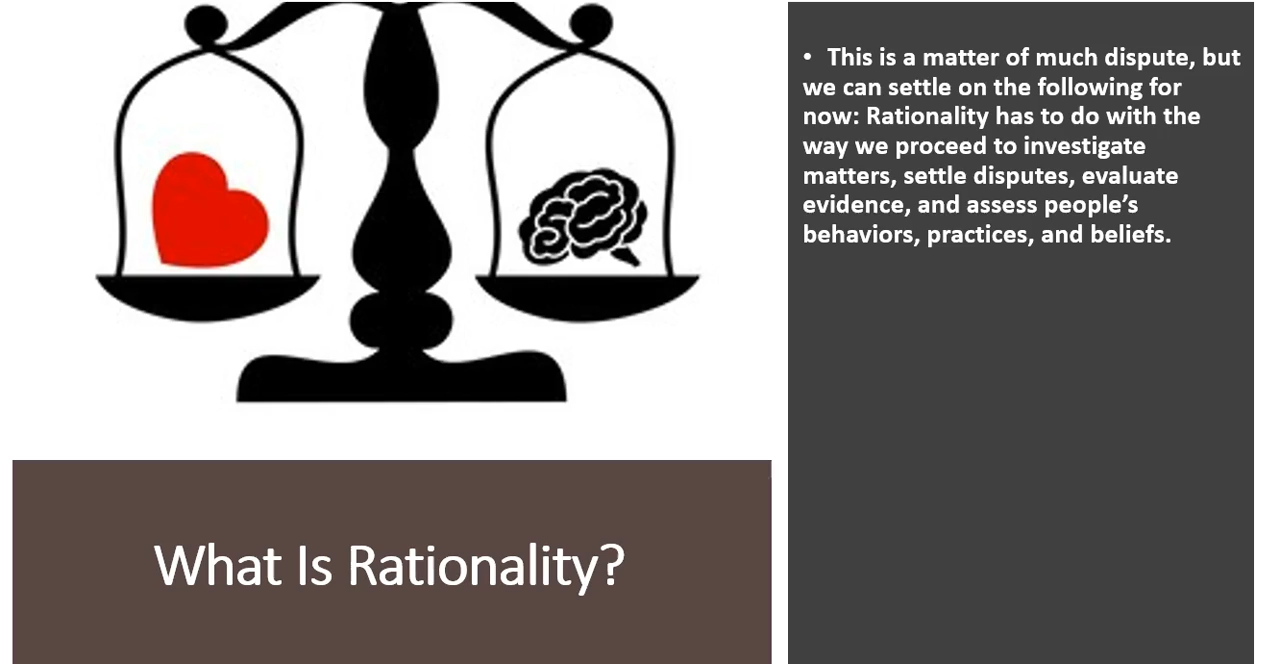 • This is a matter of much dispute, but
we can settle on the following for
now: Rationality has to do with the
way we proceed to investigate
matters, settle disputes, evaluate
evidence, and assess people’s
behaviors, practices, and beliefs.
What Is Rationality?